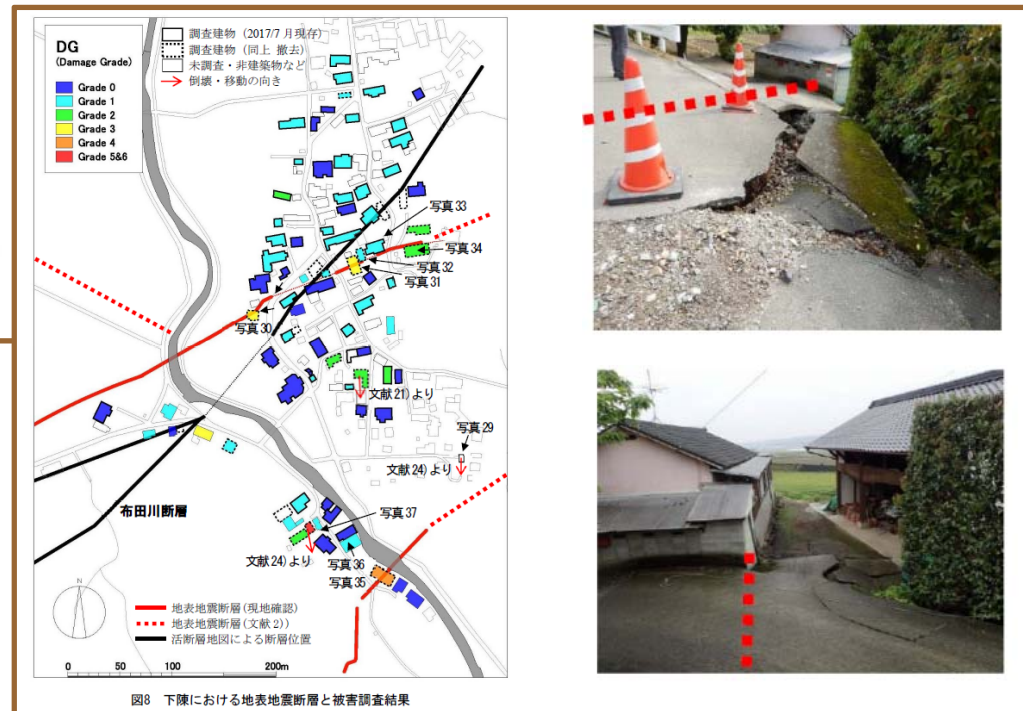 DG
(Damage Grade)
Grade 0
Grade 1
Grade 2
Grade 3
Grade 4
Grade 5&6
調査建物 (2017/7 月現存)
調査建物 (同上 撤去)
未調査・非建築物など
倒壊・移動の向き
写真33
写真34
写真32
写真31
写真30
文献21)より
写真29
文献24)より
布田川断層
写真37
文献24)より
写真36
写真35
N
地表地震断層(現地確認)
地表地震断層(文献 2))
活断層地図による断層位置
0 50 100 200m
図8 下陳における地表地震断層と被害調査結果